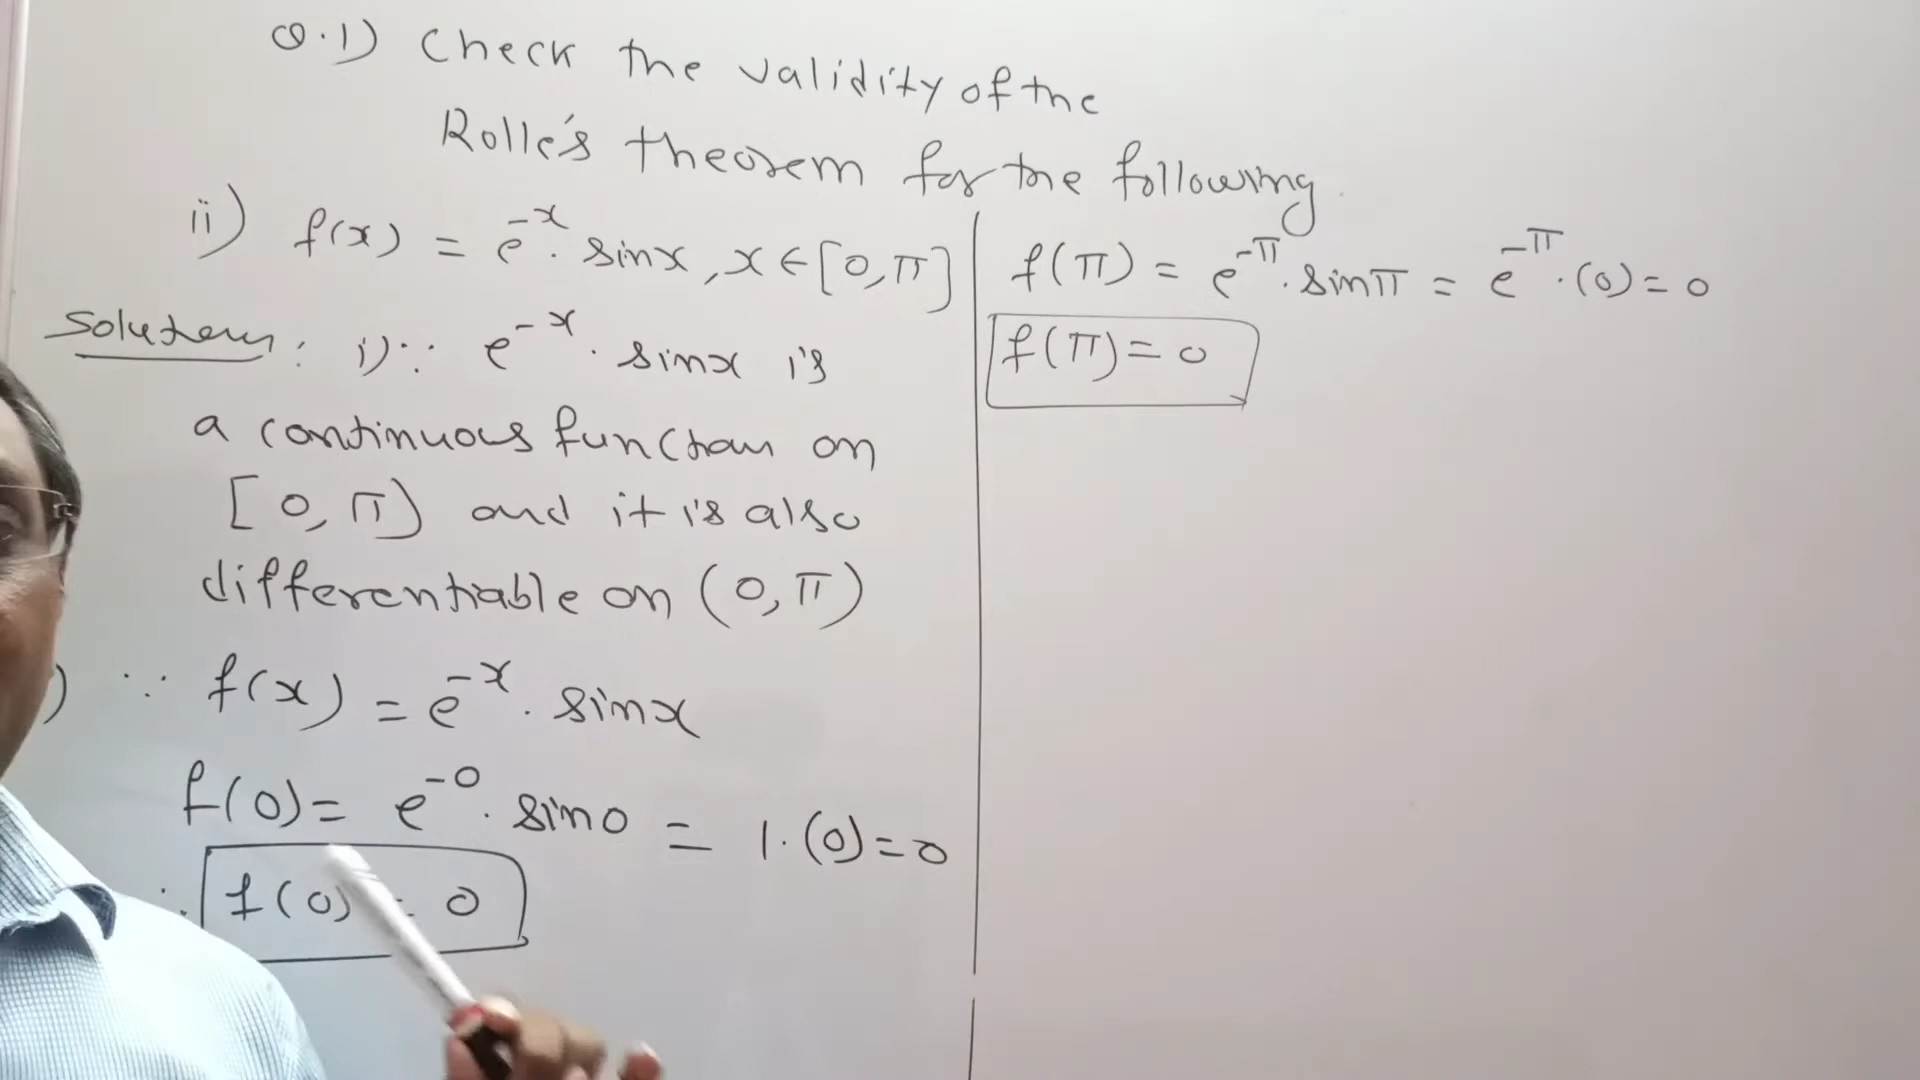 Q.1) Check the validity of the
Rolle's theorem for the following
ii) f(x) = e^{-x}. sinx, x ∈ [0,π]
Solution : i) ∵ e^{-x}. sinx is
a continuous function on
[0,π] and it is also
differentiable on (0,π)
) ∵ f(x) = e^{-x}. sinx
f(0) = e^{-0}. sin0 = 1.(0)=0
f(0) = 0
f(π) = e^{-π}. sinπ = e^{-π}.(0)=0
f(π) = 0